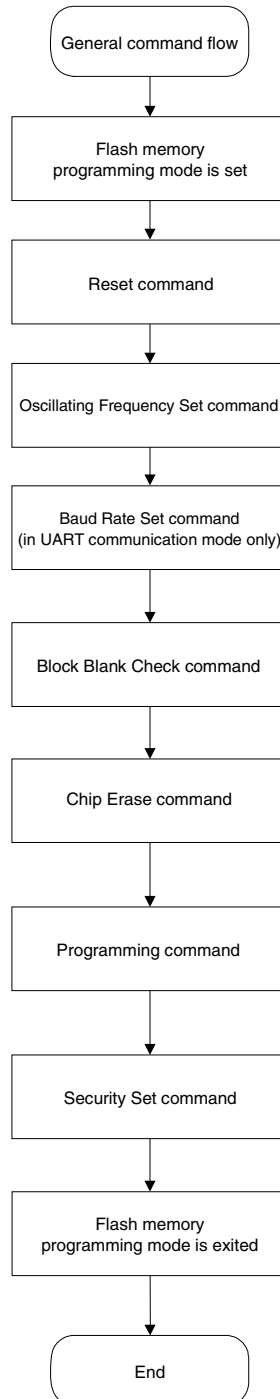 General command flow
Flash memory
programming mode is set
Reset command
Oscillating Frequency Set command
Baud Rate Set command
(in UART communication mode only)
Block Blank Check command
Chip Erase command
Programming command
Security Set command
Flash memory
programming mode is exited
End